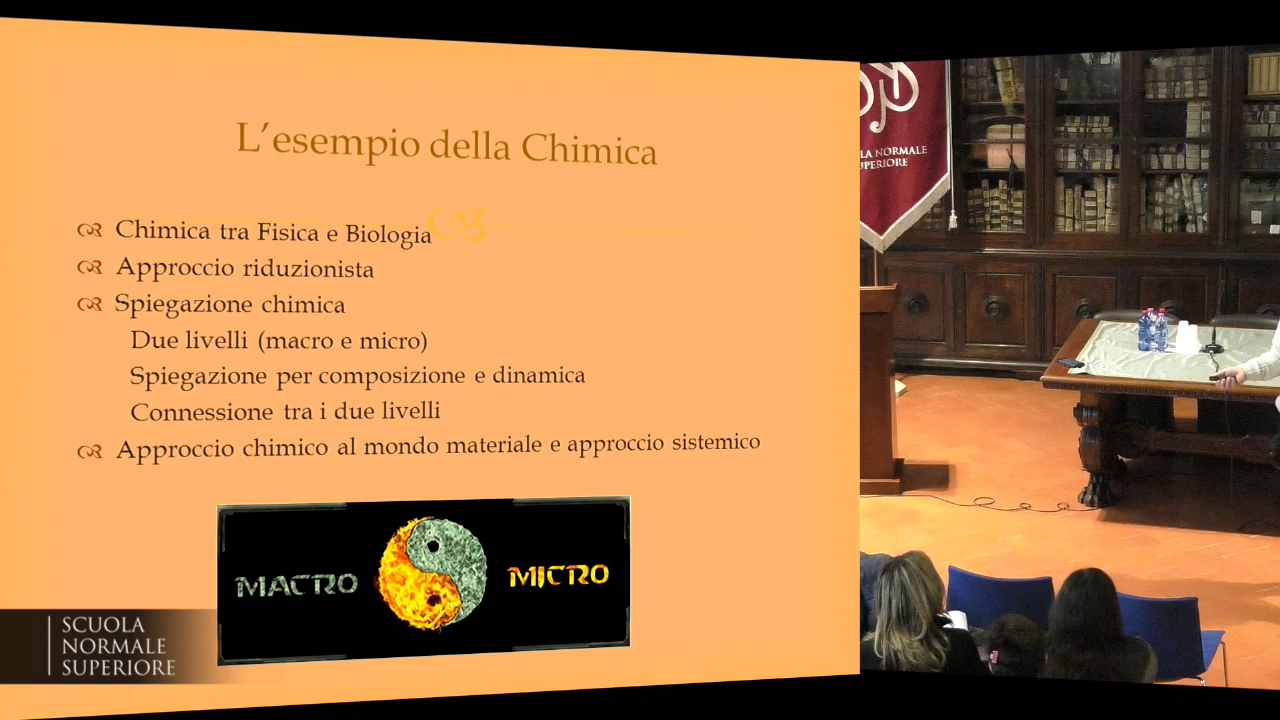 L'esempio della Chimica
Chimica tra Fisica e Biologia
Approccio riduzionista
Spiegazione chimica
Due livelli (macro e micro)
Spiegazione per composizione e dinamica
Connessione tra i due livelli
Approccio chimico al mondo materiale e approccio sistemico
MACRO MICRO
SCUOLA
NORMALE
SUPERIORE
LA NORMALE
UPERIORE